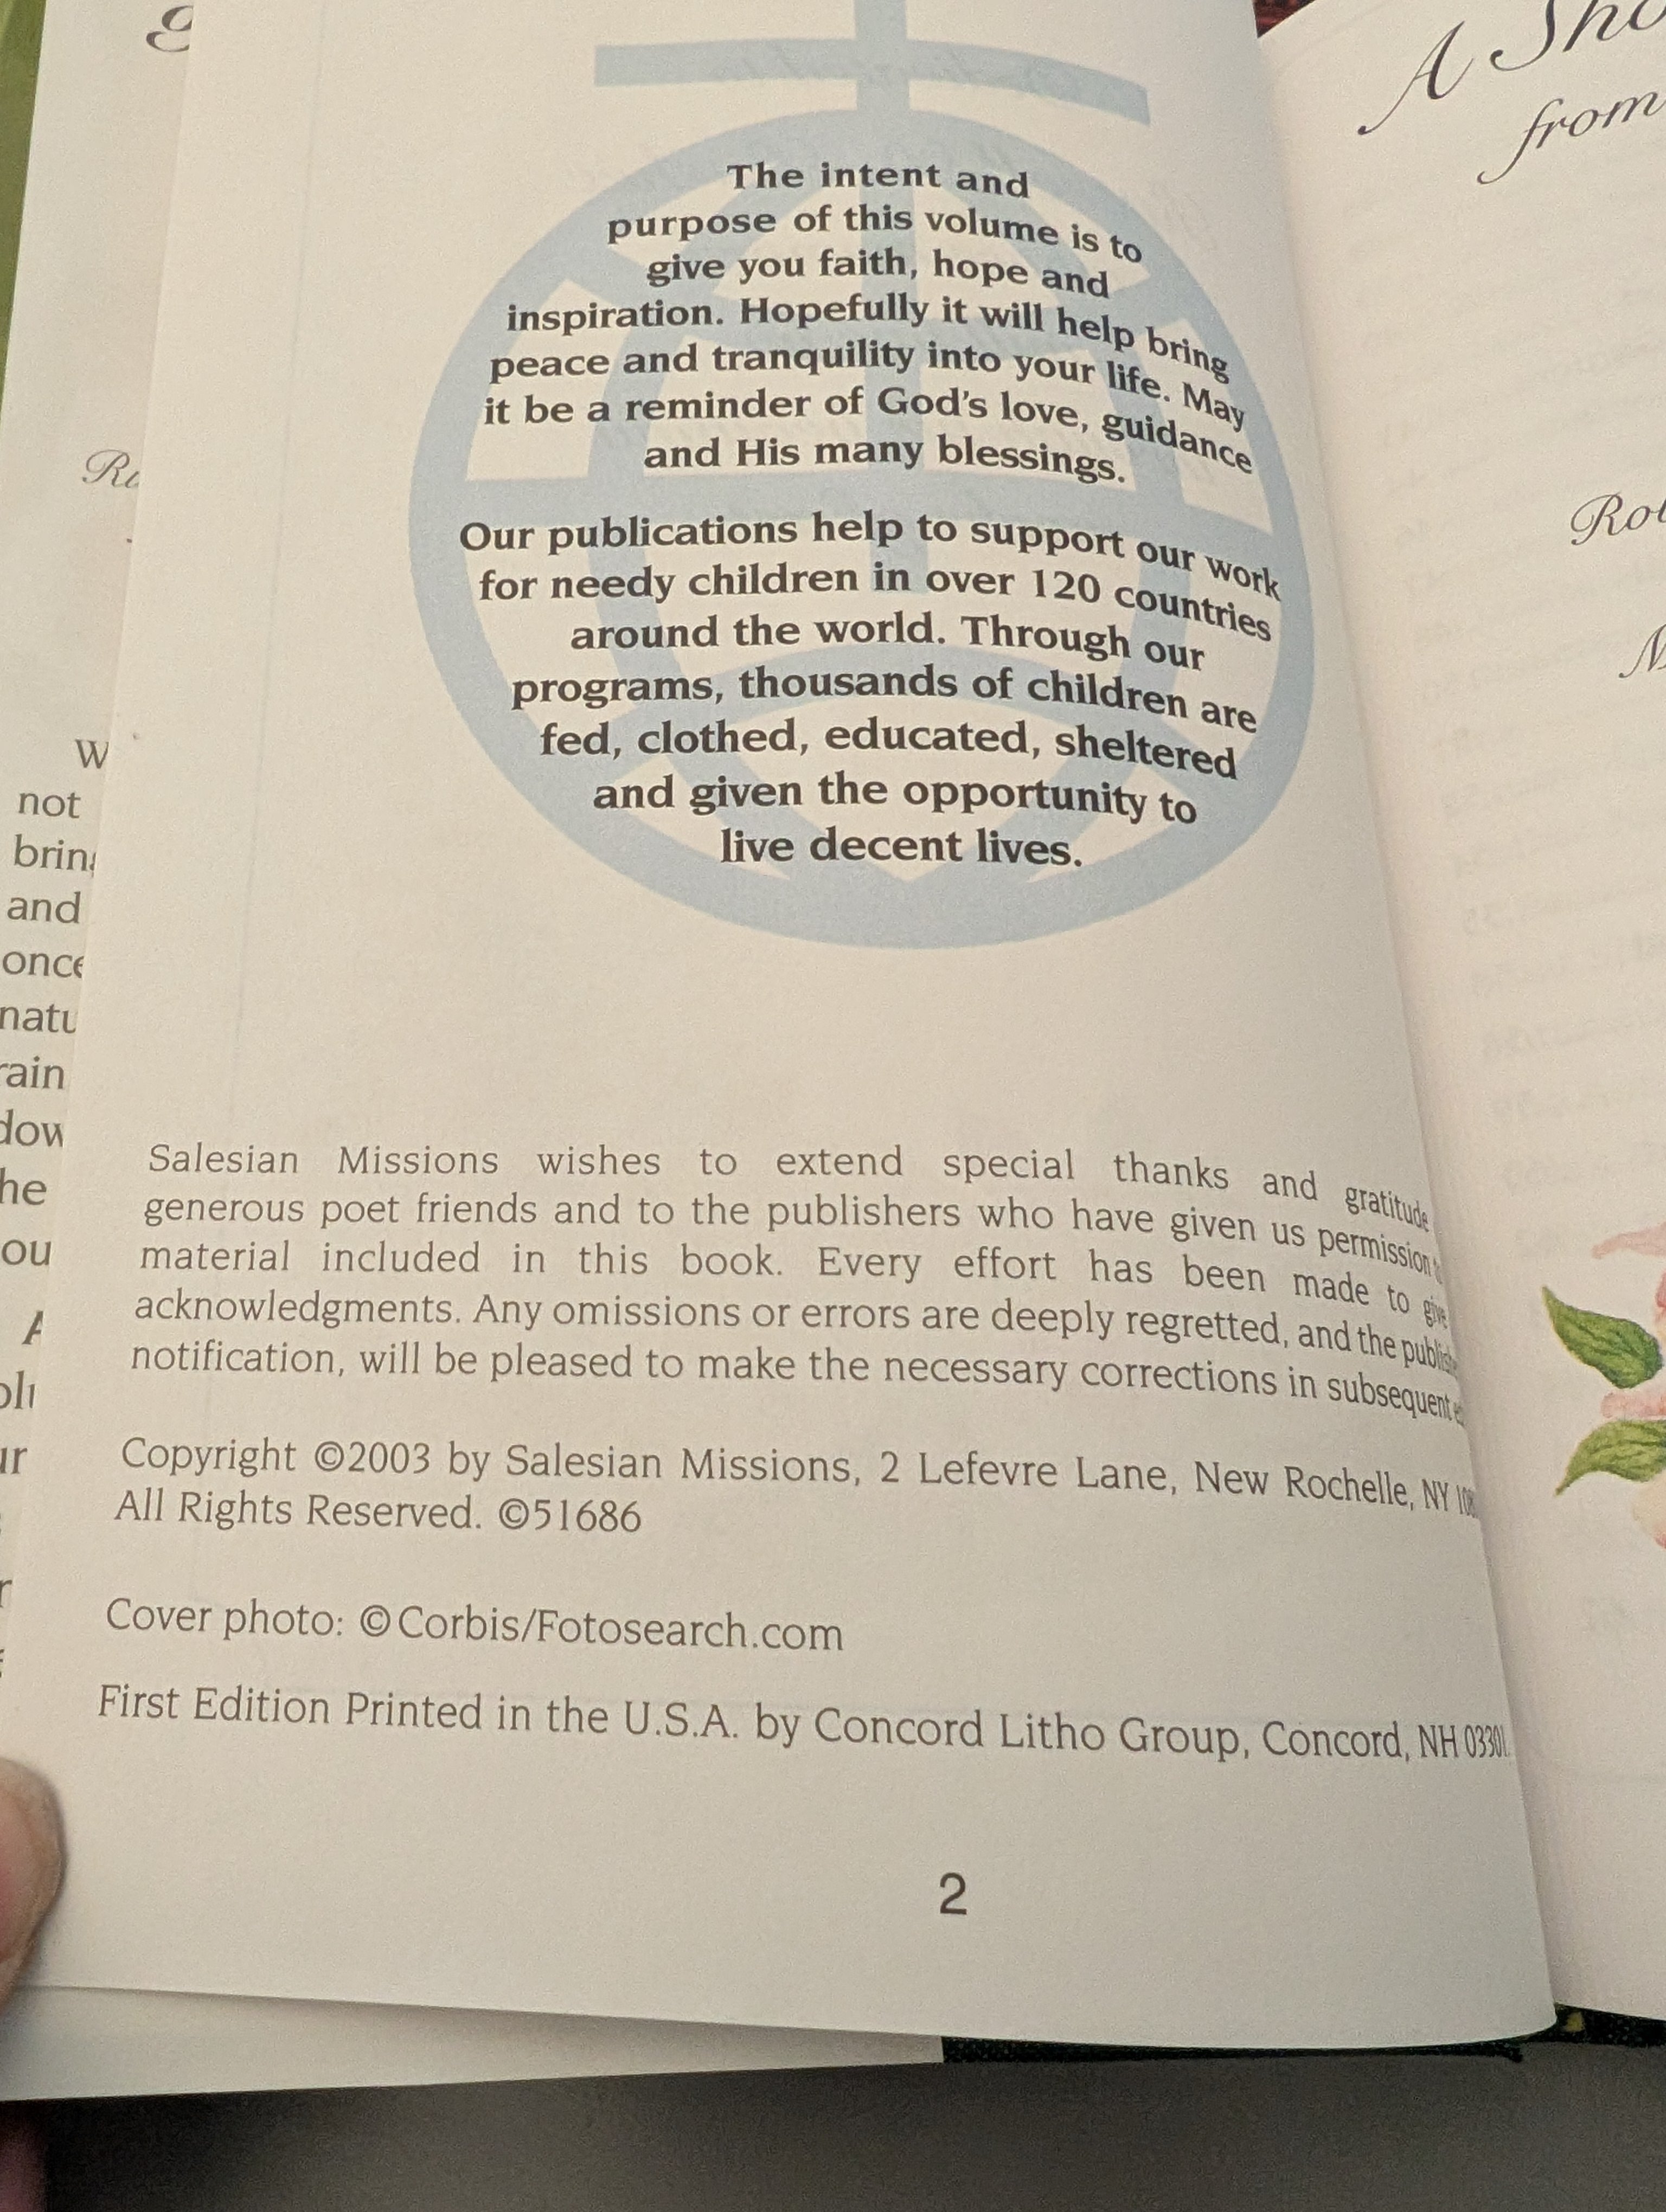 W
not
and
rain
he
ou
ur
The intent and
purpose of this volume is to
give you faith, hope and
inspiration. Hopefully it will help bring
peace and tranquility into your life. May
it be a reminder of God's love, guidance
and His many blessings.
Our publications help to support our work
for needy children in over 120 countries
around the world. Through our
programs, thousands of children are
fed, clothed, educated, sheltered
and given the opportunity to
live decent lives.
Salesian Missions wishes to extend special thanks and gratitude
generous poet friends and to the publishers who have given us permission
material included in this book. Every effort has been made to give
acknowledgments. Any omissions or errors are deeply regretted, and the
notification, will be pleased to make the necessary corrections in subsequent
Copyright ©2003 by Salesian Missions, 2 Lefevre Lane, New Rochelle, NY
All Rights Reserved. ©51686
Cover photo: ©Corbis/Fotosearch.com
First Edition Printed in the U.S.A. by Concord Litho Group, Concord, NH 03301
2
A
from